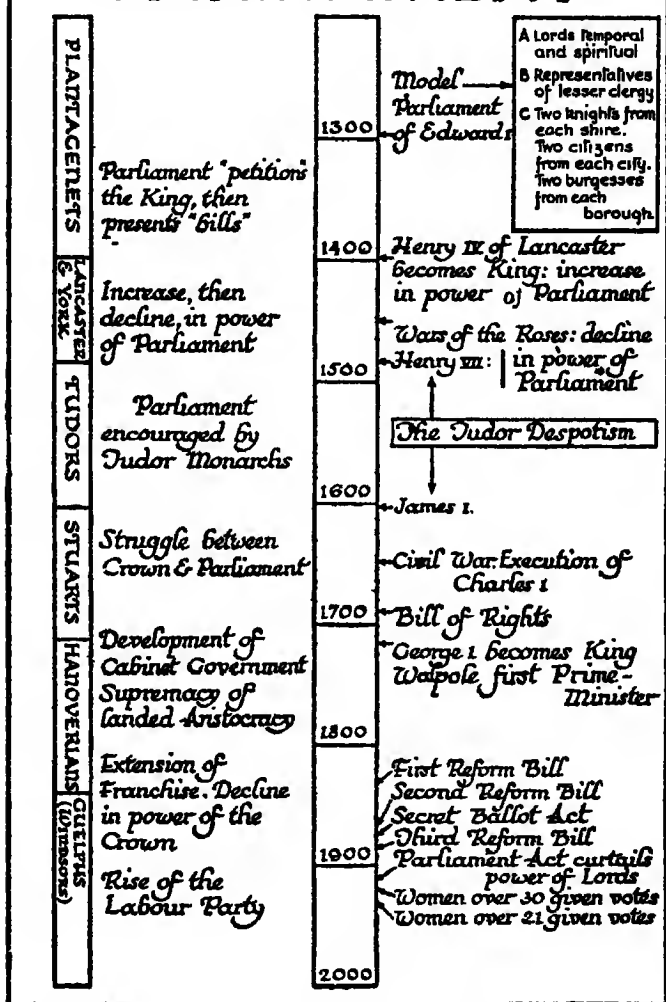 A Lords Temporal
and spiritual
B Representatives
of lesser clergy
C Two knights from
each shire.
Two citizens
from each city.
Two burgesses
from each
borough.
PLANTAGENETS
LANCASTER
& YORK
TUDORS
STUARTS
HANOVERIANS
GUELPHS
(WINDSORS)
Parliament "petitions"
the King, then
presents "bills"
Increase, then
decline, in power
of Parliament
Parliament
encouraged by
Tudor Monarchs
Struggle between
Crown & Parliament
Development of
Cabinet Government
Supremacy of
landed Aristocracy
Extension of
Franchise. Decline
in power of the
Crown
Rise of the
Labour Party
1300
1400
1500
1600
1700
1800
1900
2000
Model
Parliament
of Edward I
Henry IV of Lancaster
becomes King: increase
in power of Parliament
Wars of the Roses: decline
Henry VII: in power of
Parliament
The Tudor Despotism
James I.
Civil War. Execution of
Charles I
Bill of Rights
George I becomes King
Walpole first Prime-
Minister
First Reform Bill
Second Reform Bill
Secret Ballot Act
Third Reform Bill
Parliament Act curtails
power of Lords
Women over 30 given votes
Women over 21 given votes